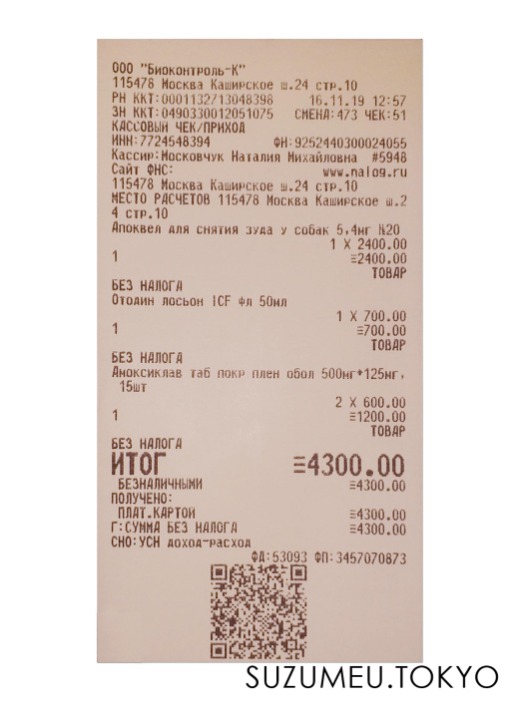 ООО "Биоконтроль-К"
115478 Москва Каширское ш.24 стр.10
РН ККТ:0001132/13048398 16.11.19 12:57
ЗН ККТ:0490330012051075 СМЕНА:473 ЧЕК:51
КАССОВЫЙ ЧЕК/ПРИХОД
ИНН:7724548394 ФН:9252440300024055
Кассир:Московчук Наталия Михайловна #5948
Сайт ФНС: www.nalog.ru
115478 Москва Каширское ш.24 стр.10
МЕСТО РАСЧЕТОВ 115478 Москва Каширское ш.2
4 стр.10
Апоквел для снятия зуда у собак 5,4мг N20
1 X 2400.00
1 ≡2400.00
ТОВАР
БЕЗ НАЛОГА
Отодин лосьон ICF фл 50мл
1 X 700.00
1 ≡700.00
ТОВАР
БЕЗ НАЛОГА
Амоксиклав таб покр плен обол 500мг+125мг,
15шт
2 X 600.00
1 ≡1200.00
ТОВАР
БЕЗ НАЛОГА
ИТОГ ≡4300.00
БЕЗНАЛИЧНЫМИ ≡4300.00
ПОЛУЧЕНО:
ПЛАТ.КАРТОЙ ≡4300.00
Г:СУММА БЕЗ НАЛОГА ≡4300.00
СНО:УСН доход-расход
ФД:53093 ФП:3457070873
SUZUMEU.TOKYO